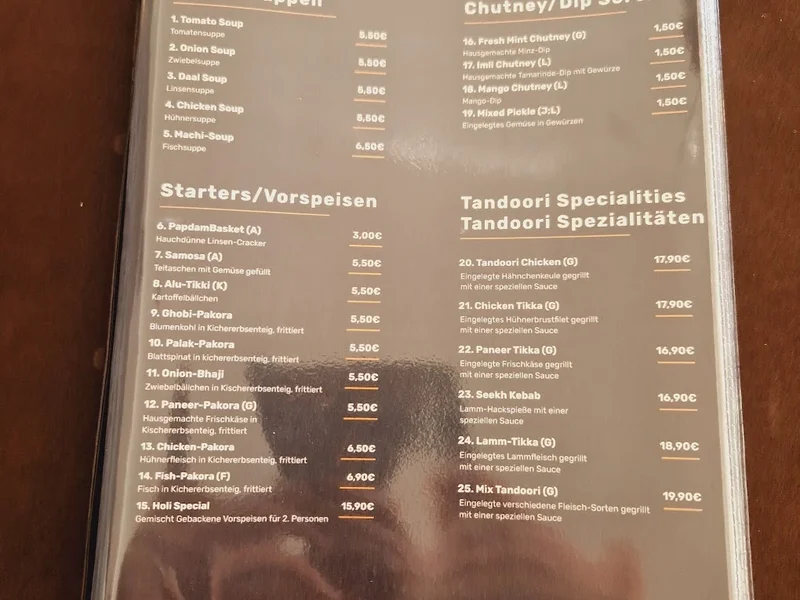 1. Tomato Soup 5,50€
Tomatensuppe
2. Onion Soup 5,50€
Zwiebelsuppe
3. Daal Soup 5,50€
Linsensuppe
4. Chicken Soup 5,50€
Hühnersuppe
5. Machi-Soup 6,50€
Fischsuppe
Starters/Vorspeisen
6. PapdamBasket (A) 3,00€
Hauchdünne Linsen-Cracker
7. Samosa (A) 5,50€
Teitaschen mit Gemüse gefüllt
8. Alu-Tikki (K) 5,50€
Kartoffelbällchen
9. Ghobi-Pakora 5,50€
Blumenkohl in Kichererbsenteig, frittiert
10. Palak-Pakora 5,50€
Blattspinat in kichererbsenteig, frittiert
11. Onion-Bhaji 5,50€
Zwiebelbällchen in Kischererbsenteig, frittiert
12. Paneer-Pakora (G) 5,50€
Hausgemachte Frischkäse in
Kischererbsenteig, frittiert
13. Chicken-Pakora 6,50€
Hühnerfleisch in Kichererbsenteig, frittiert
14. Fish-Pakora (F) 6,90€
Fisch in Kichererbsenteig, frittiert
15. Holi Special 15,90€
Gemischt Gebackene Vorspeisen für 2. Personen
Chutney/Dip
16. Fresh Mint Chutney (G) 1,50€
Hausgemachte Minz-Dip
17. Imli Chutney (L) 1,50€
Hausgemachte Tamarinde-Dip mit Gewürze
18. Mango Chutney (L) 1,50€
Mango-Dip
19. Mixed Pickle (J;L) 1,50€
Eingelegtes Gemüse in Gewürzen
Tandoori Specialities
Tandoori Spezialitäten
20. Tandoori Chicken (G) 17,90€
Eingelegte Hähnchenkeule gegrillt
mit einer speziellen Sauce
21. Chicken Tikka (G) 17,90€
Eingelegtes Hühnerbrustfilet gegrillt
mit einer speziellen Sauce
22. Paneer Tikka (G) 16,90€
Eingelegte Frischkäse gegrillt
mit einer speziellen Sauce
23. Seekh Kebab 16,90€
Lamm-Hackspieße mit einer
speziellen Sauce
24. Lamm-Tikka (G) 18,90€
Eingelegtes Lammfleisch gegrillt
mit einer speziellen Sauce
25. Mix Tandoori (G) 19,90€
Eingelegte verschiedene Fleisch-Sorten gegrillt
mit einer speziellen Sauce